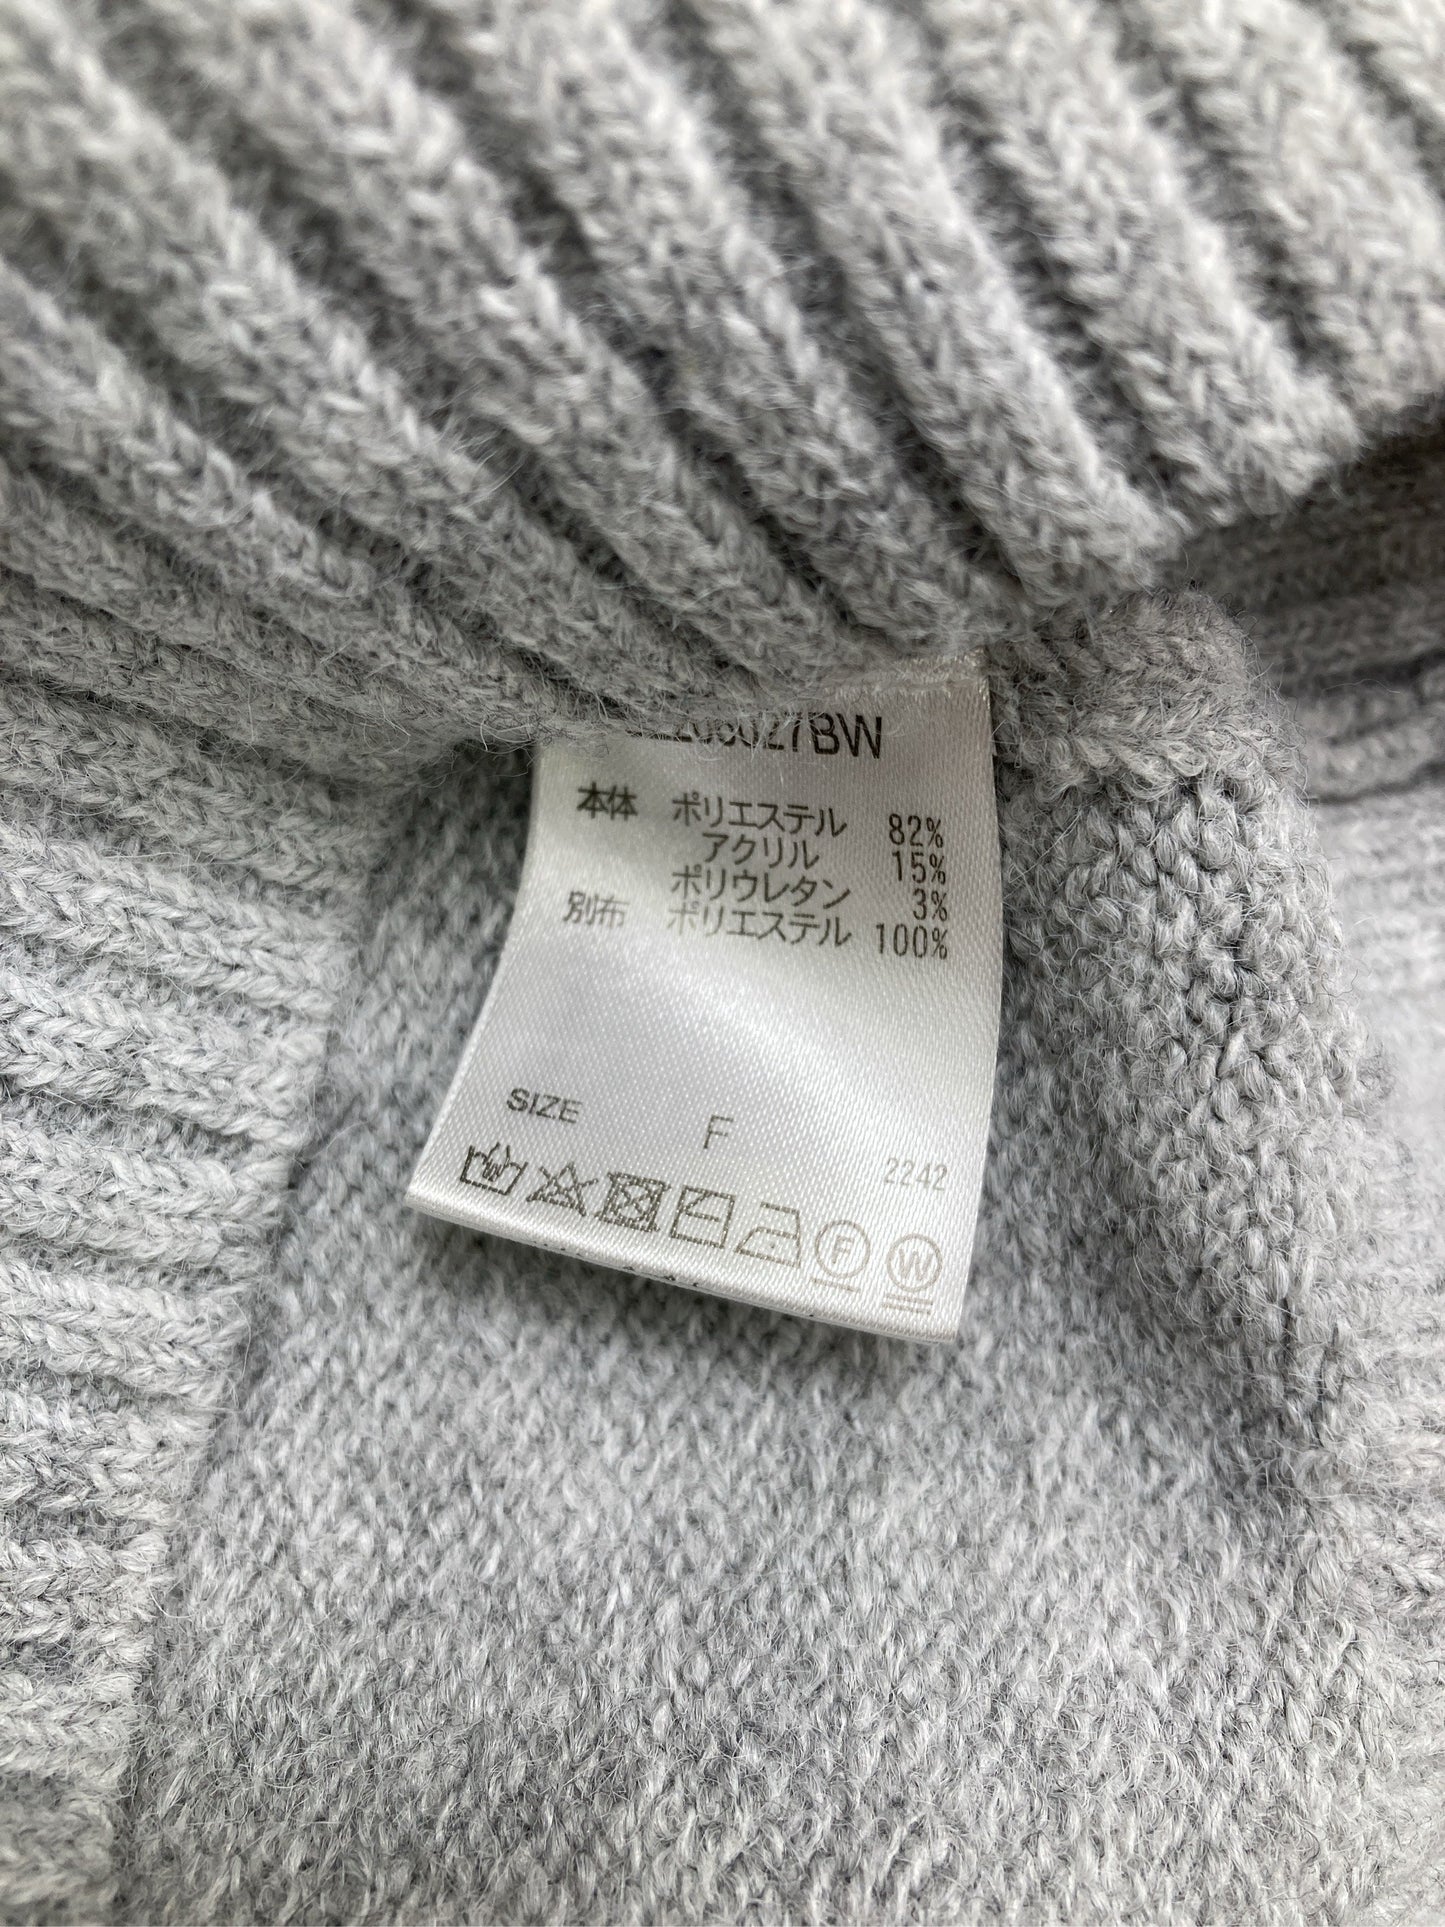 27BW
本体 ポリエステル 82%
アクリル 15%
ポリウレタン 3%
別布 ポリエステル 100%
SIZE F
2242
F W